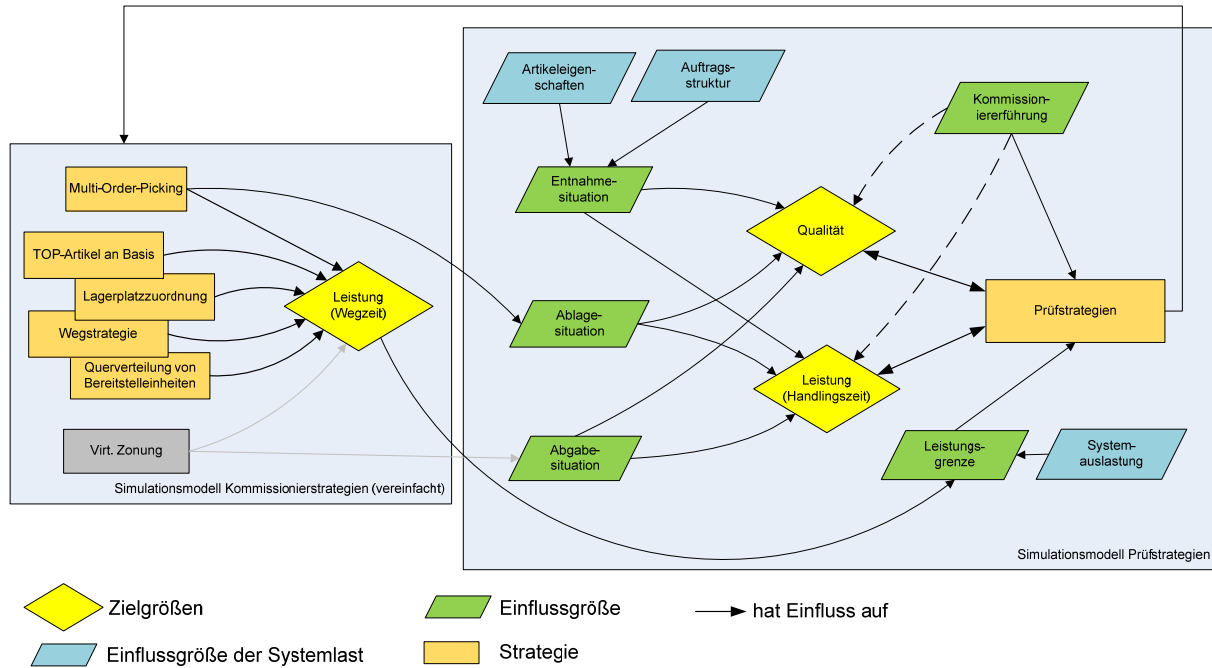 Artikeleigen-
schaften
Auftrags-
struktur
Kommission-
iererführung
Multi-Order-Picking
Entnahme-
situation
Qualität
TOP-Artikel an Basis
Lagerplatzzuordnung
Leistung
(Wegzeit)
Wegstrategie
Ablage-
situation
Prüfstrategien
Querverteilung von
Bereitstelleinheiten
Leistung
(Handlingszeit)
Virt. Zonung
Abgabe-
situation
Leistungs-
grenze
System-
auslastung
Simulationsmodell Kommissionierstrategien (vereinfacht)
Simulationsmodell Prüfstrategien
Zielgrößen
Einflussgröße
hat Einfluss auf
Einflussgröße der Systemlast
Strategie